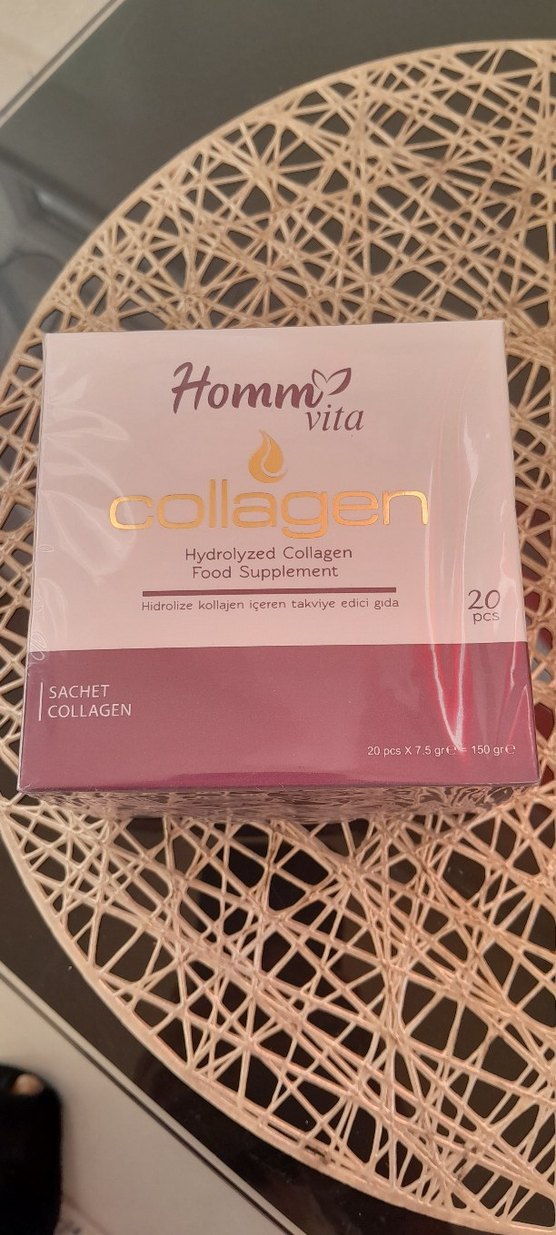 Homm
vita
collagen
Hydrolyzed Collagen
Food Supplement
Hidrolize kollajen içeren takviye edici gıda
20
pcs
SACHET
COLLAGEN
20 pcs X 7.5 gr℮ = 150 gr℮